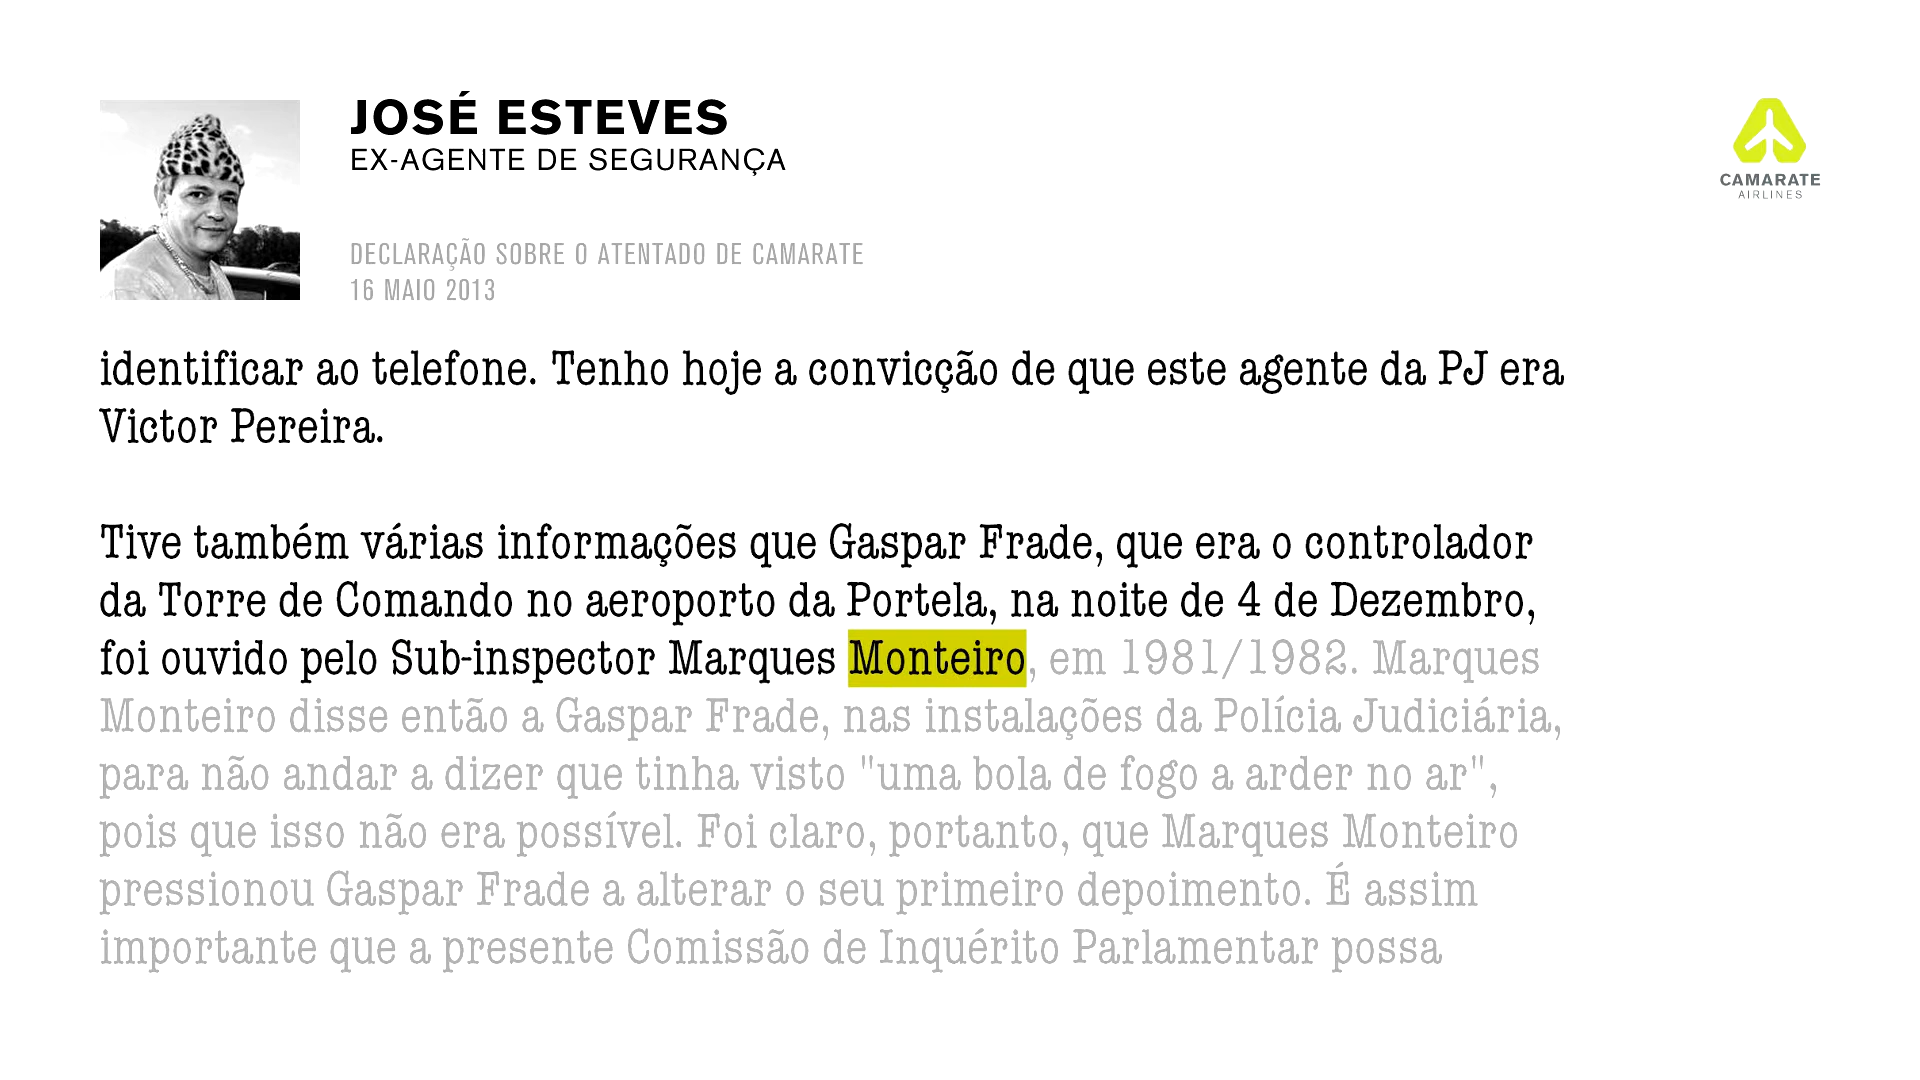 JOSÉ ESTEVES
EX-AGENTE DE SEGURANÇA
DECLARAÇÃO SOBRE O ATENTADO DE CAMARATE
16 MAIO 2013
CAMARATE
AIRLINES
identificar ao telefone. Tenho hoje a convicção de que este agente da PJ era
Victor Pereira.
Tive também várias informações que Gaspar Frade, que era o controlador
da Torre de Comando no aeroporto da Portela, na noite de 4 de Dezembro,
foi ouvido pelo Sub-inspector Marques Monteiro, em 1981/1982. Marques
Monteiro disse então a Gaspar Frade, nas instalações da Polícia Judiciária,
para não andar a dizer que tinha visto "uma bola de fogo a arder no ar",
pois que isso não era possível. Foi claro, portanto, que Marques Monteiro
pressionou Gaspar Frade a alterar o seu primeiro depoimento. É assim
importante que a presente Comissão de Inquérito Parlamentar possa